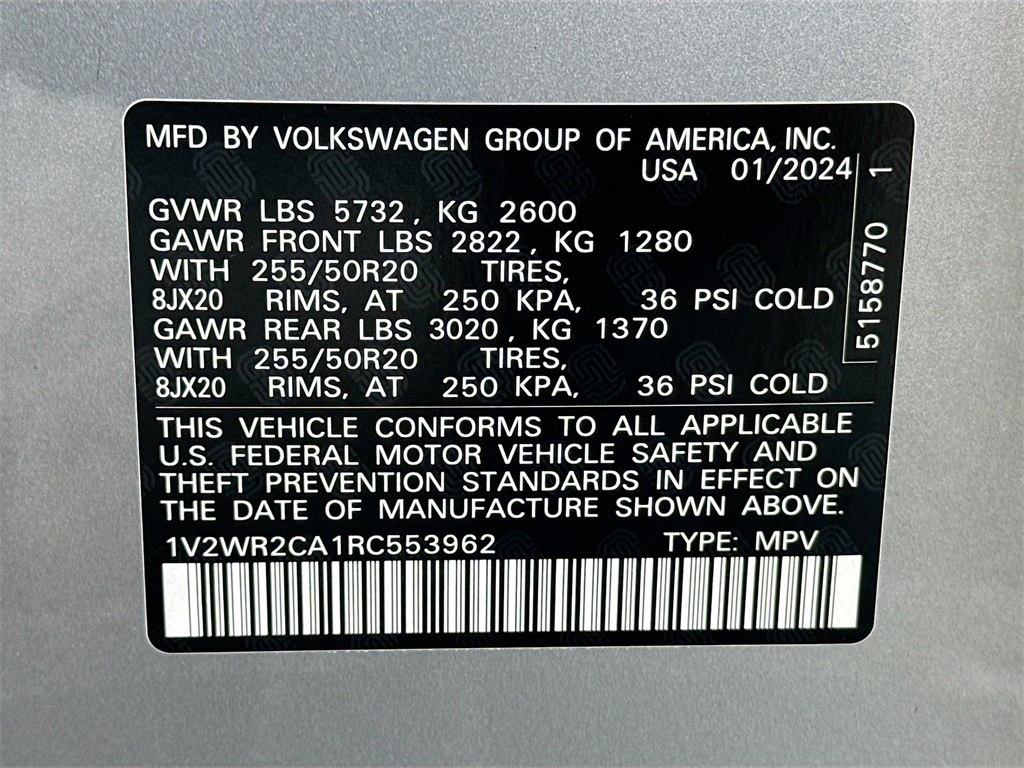 MFD BY VOLKSWAGEN GROUP OF AMERICA, INC.
USA 01/2024
GVWR LBS 5732, KG 2600
GAWR FRONT LBS 2822, KG 1280
WITH 255/50R20 TIRES,
8JX20 RIMS, AT 250 KPA, 36 PSI COLD
GAWR REAR LBS 3020, KG 1370
WITH 255/50R20 TIRES,
8JX20 RIMS, AT 250 KPA, 36 PSI COLD
5158770 1
THIS VEHICLE CONFORMS TO ALL APPLICABLE
U.S. FEDERAL MOTOR VEHICLE SAFETY AND
THEFT PREVENTION STANDARDS IN EFFECT ON
THE DATE OF MANUFACTURE SHOWN ABOVE.
1V2WR2CA1RC553962 TYPE: MPV